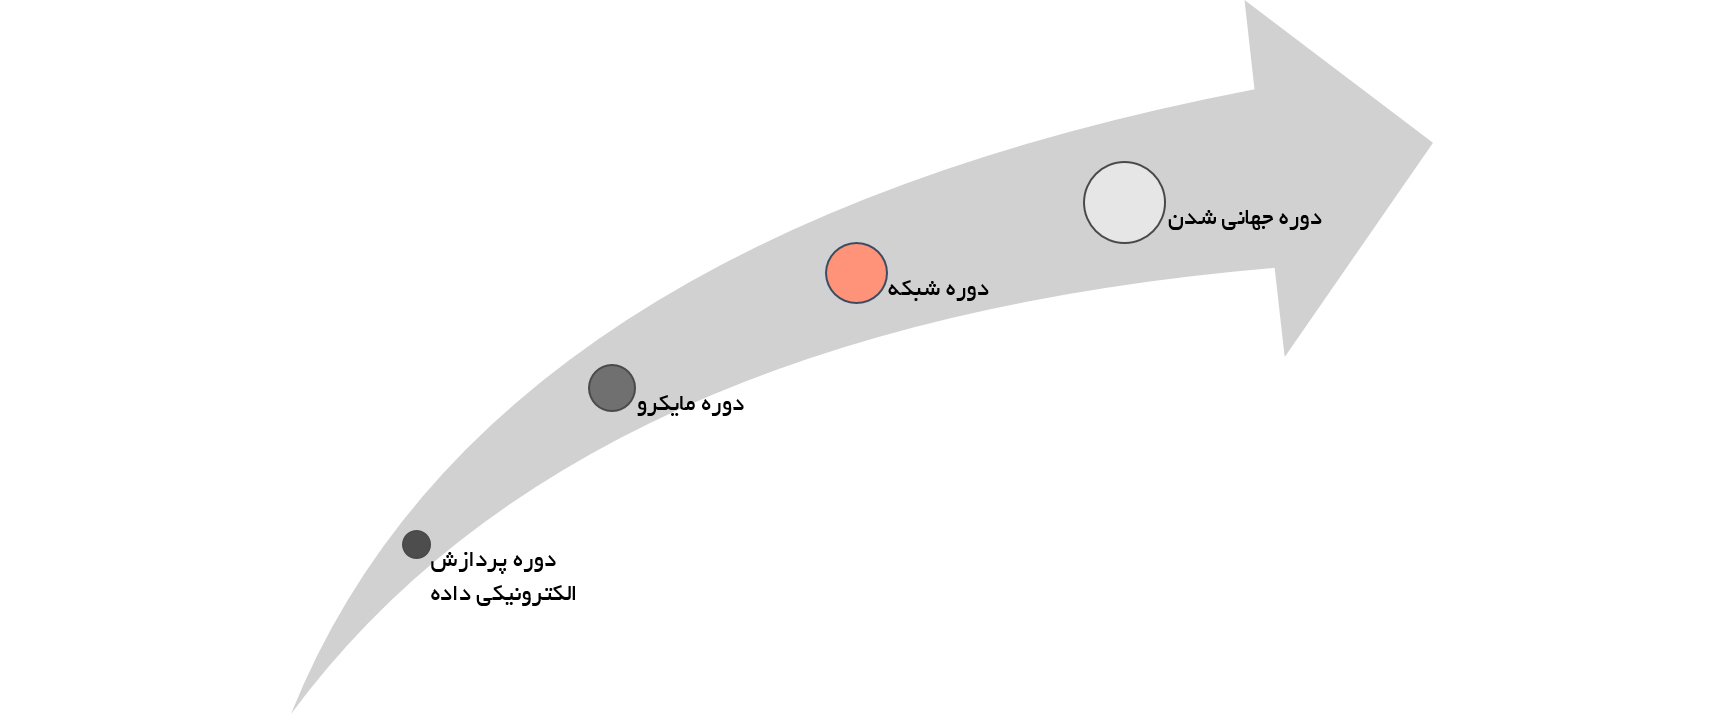 دوره جهانی شدن
دوره شبکه
دوره مایکرو
دوره پردازش
الکترونیکی داده